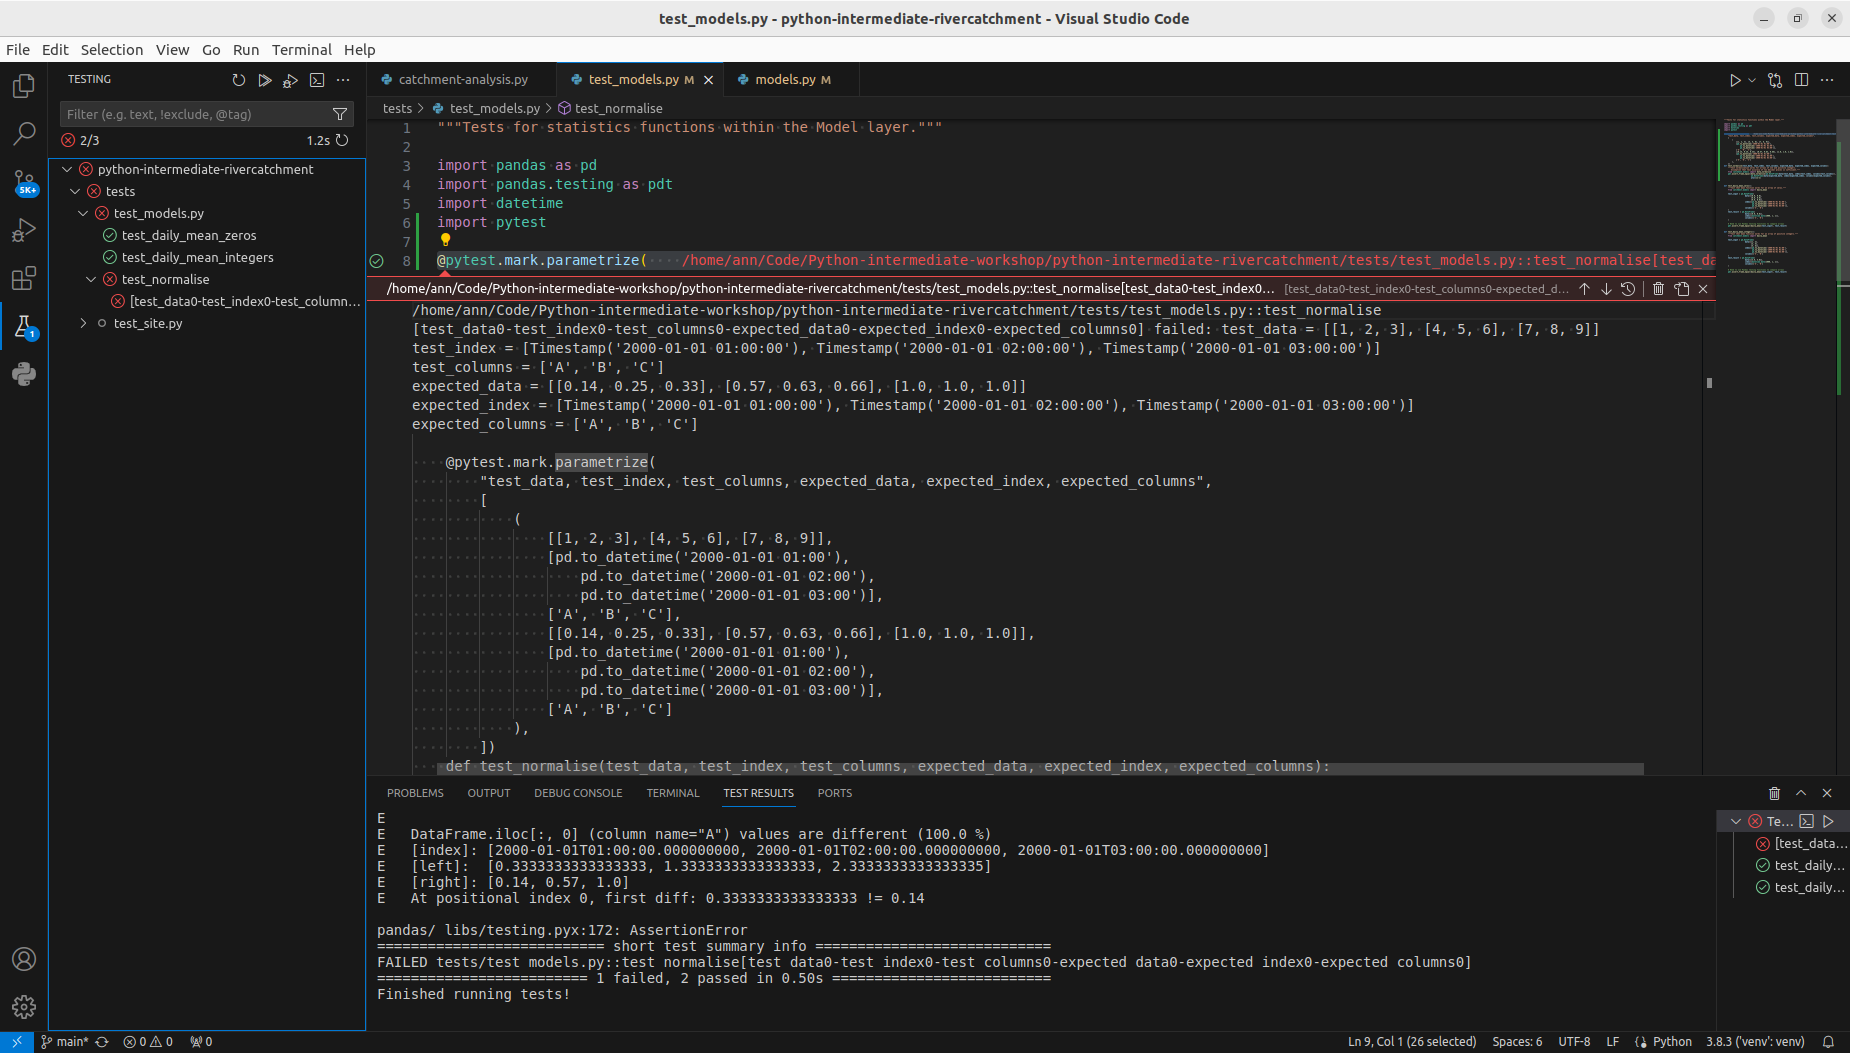 test_models.py - python-intermediate-rivercatchment - Visual Studio Code
File Edit Selection View Go Run Terminal Help
TESTING
Filter (e.g. text, !exclude, @tag)
2/3
1.2s
python-intermediate-rivercatchment
tests
test_models.py
test_daily_mean_zeros
test_daily_mean_integers
test_normalise
[test_data0-test_index0-test_column...
test_site.py
5K+
1
catchment-analysis.py
test_models.py M
models.py M
tests > test_models.py > test_normalise
1 """Tests for statistics functions within the Model layer."""
2
3 import pandas as pd
4 import pandas.testing as pdt
5 import datetime
6 import pytest
7
8 @pytest.mark.parametrize( /home/ann/Code/Python-intermediate-workshop/python-intermediate-rivercatchment/tests/test_models.py::test_normalise[test_da
/home/ann/Code/Python-intermediate-workshop/python-intermediate-rivercatchment/tests/test_models.py::test_normalise[test_data0-test_index0... [test_data0-test_index0-test_columns0-expected_d...
/home/ann/Code/Python-intermediate-workshop/python-intermediate-rivercatchment/tests/test_models.py::test_normalise
[test_data0-test_index0-test_columns0-expected_data0-expected_index0-expected_columns0] failed: test_data = [[1, 2, 3], [4, 5, 6], [7, 8, 9]]
test_index = [Timestamp('2000-01-01 01:00:00'), Timestamp('2000-01-01 02:00:00'), Timestamp('2000-01-01 03:00:00')]
test_columns = ['A', 'B', 'C']
expected_data = [[0.14, 0.25, 0.33], [0.57, 0.63, 0.66], [1.0, 1.0, 1.0]]
expected_index = [Timestamp('2000-01-01 01:00:00'), Timestamp('2000-01-01 02:00:00'), Timestamp('2000-01-01 03:00:00')]
expected_columns = ['A', 'B', 'C']
@pytest.mark.parametrize(
"test_data, test_index, test_columns, expected_data, expected_index, expected_columns",
[
(
[[1, 2, 3], [4, 5, 6], [7, 8, 9]],
[pd.to_datetime('2000-01-01 01:00'),
pd.to_datetime('2000-01-01 02:00'),
pd.to_datetime('2000-01-01 03:00')],
['A', 'B', 'C'],
[[0.14, 0.25, 0.33], [0.57, 0.63, 0.66], [1.0, 1.0, 1.0]],
[pd.to_datetime('2000-01-01 01:00'),
pd.to_datetime('2000-01-01 02:00'),
pd.to_datetime('2000-01-01 03:00')],
['A', 'B', 'C']
),
])
def test_normalise(test_data, test_index, test_columns, expected_data, expected_index, expected_columns):
PROBLEMS OUTPUT DEBUG CONSOLE TERMINAL TEST RESULTS PORTS
E
E DataFrame.iloc[:, 0] (column name="A") values are different (100.0 %)
E [index]: [2000-01-01T01:00:00.000000000, 2000-01-01T02:00:00.000000000, 2000-01-01T03:00:00.000000000]
E [left]: [0.3333333333333333, 1.3333333333333333, 2.3333333333333335]
E [right]: [0.14, 0.57, 1.0]
E At positional index 0, first diff: 0.3333333333333333 != 0.14
pandas/ libs/testing.pyx:172: AssertionError
=========================== short test summary info ============================
FAILED tests/test models.py::test normalise[test data0-test index0-test columns0-expected data0-expected index0-expected columns0]
========================= 1 failed, 2 passed in 0.50s ==========================
Finished running tests!
Te...
[test_data...
test_daily...
test_daily...
main* 0 0 0
Ln 9, Col 1 (26 selected) Spaces: 6 UTF-8 LF Python 3.8.3 ('venv': venv)